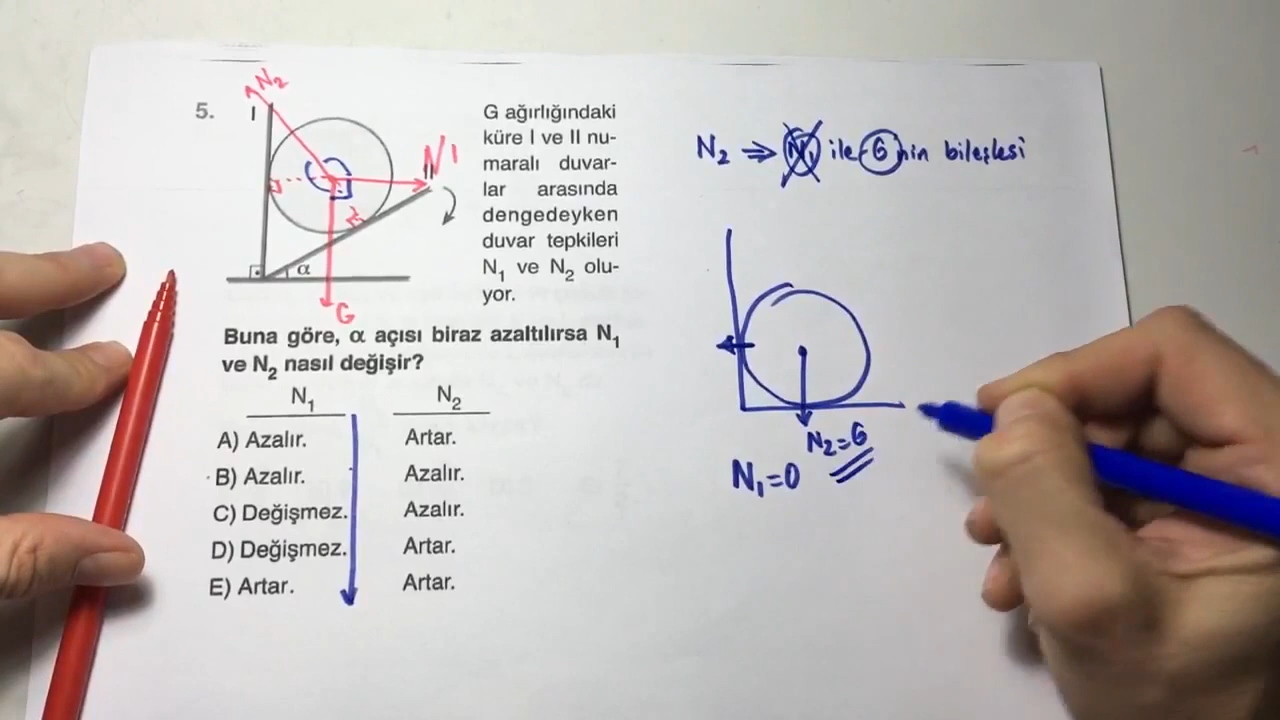 5.
I
II
α
N2
N1
G
G ağırlığındaki
küre I ve II nu-
maralı duvar-
lar arasında
dengedeyken
duvar tepkileri
N1 ve N2 olu-
yor.
Buna göre, α açısı biraz azaltılırsa N1
ve N2 nasıl değişir?
N1 N2
A) Azalır. Artar.
B) Azalır. Azalır.
C) Değişmez. Azalır.
D) Değişmez. Artar.
E) Artar. Artar.
N2 ⇒ N1 ile G nin bileşkesi
N2=G
N1=0